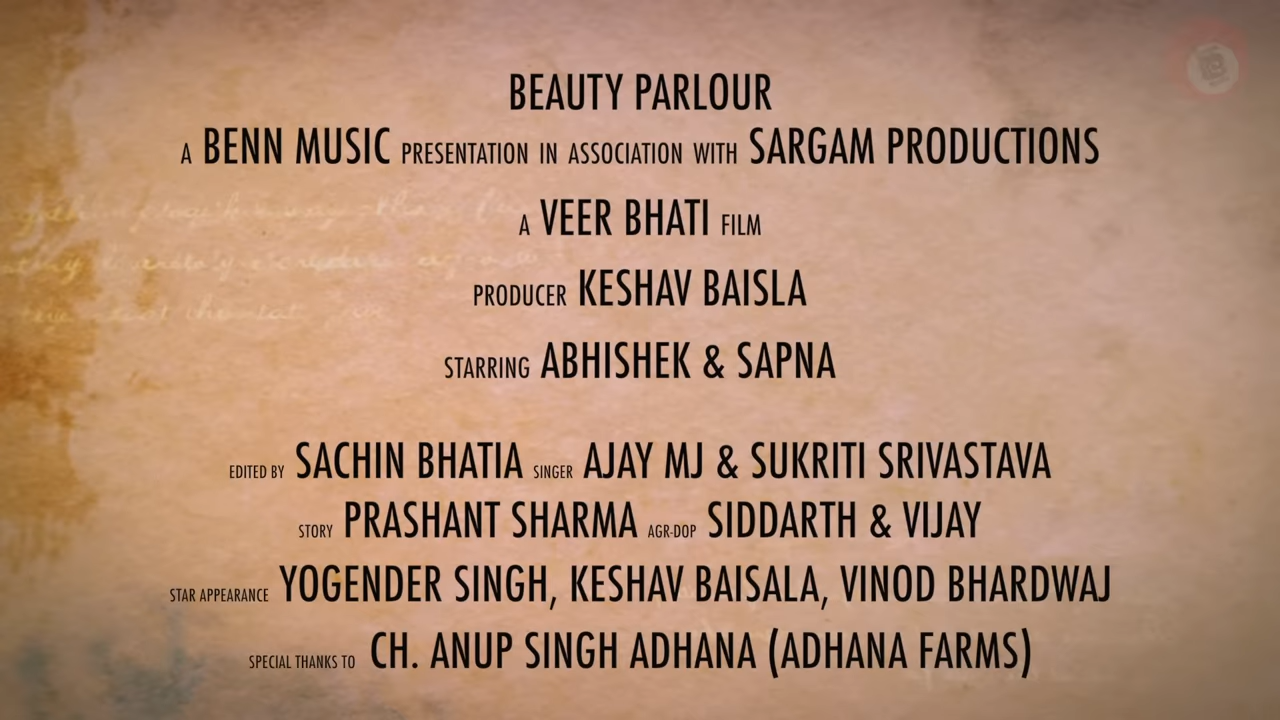 BEAUTY PARLOUR
A BENN MUSIC PRESENTATION IN ASSOCIATION WITH SARGAM PRODUCTIONS
A VEER BHATI FILM
PRODUCER KESHAV BAISLA
STARRING ABHISHEK & SAPNA
EDITED BY SACHIN BHATIA SINGER AJAY MJ & SUKRITI SRIVASTAVA
STORY PRASHANT SHARMA AGR-DOP SIDDARTH & VIJAY
STAR APPEARANCE YOGENDER SINGH, KESHAV BAISALA, VINOD BHARDWAJ
SPECIAL THANKS TO CH. ANUP SINGH ADHANA (ADHANA FARMS)